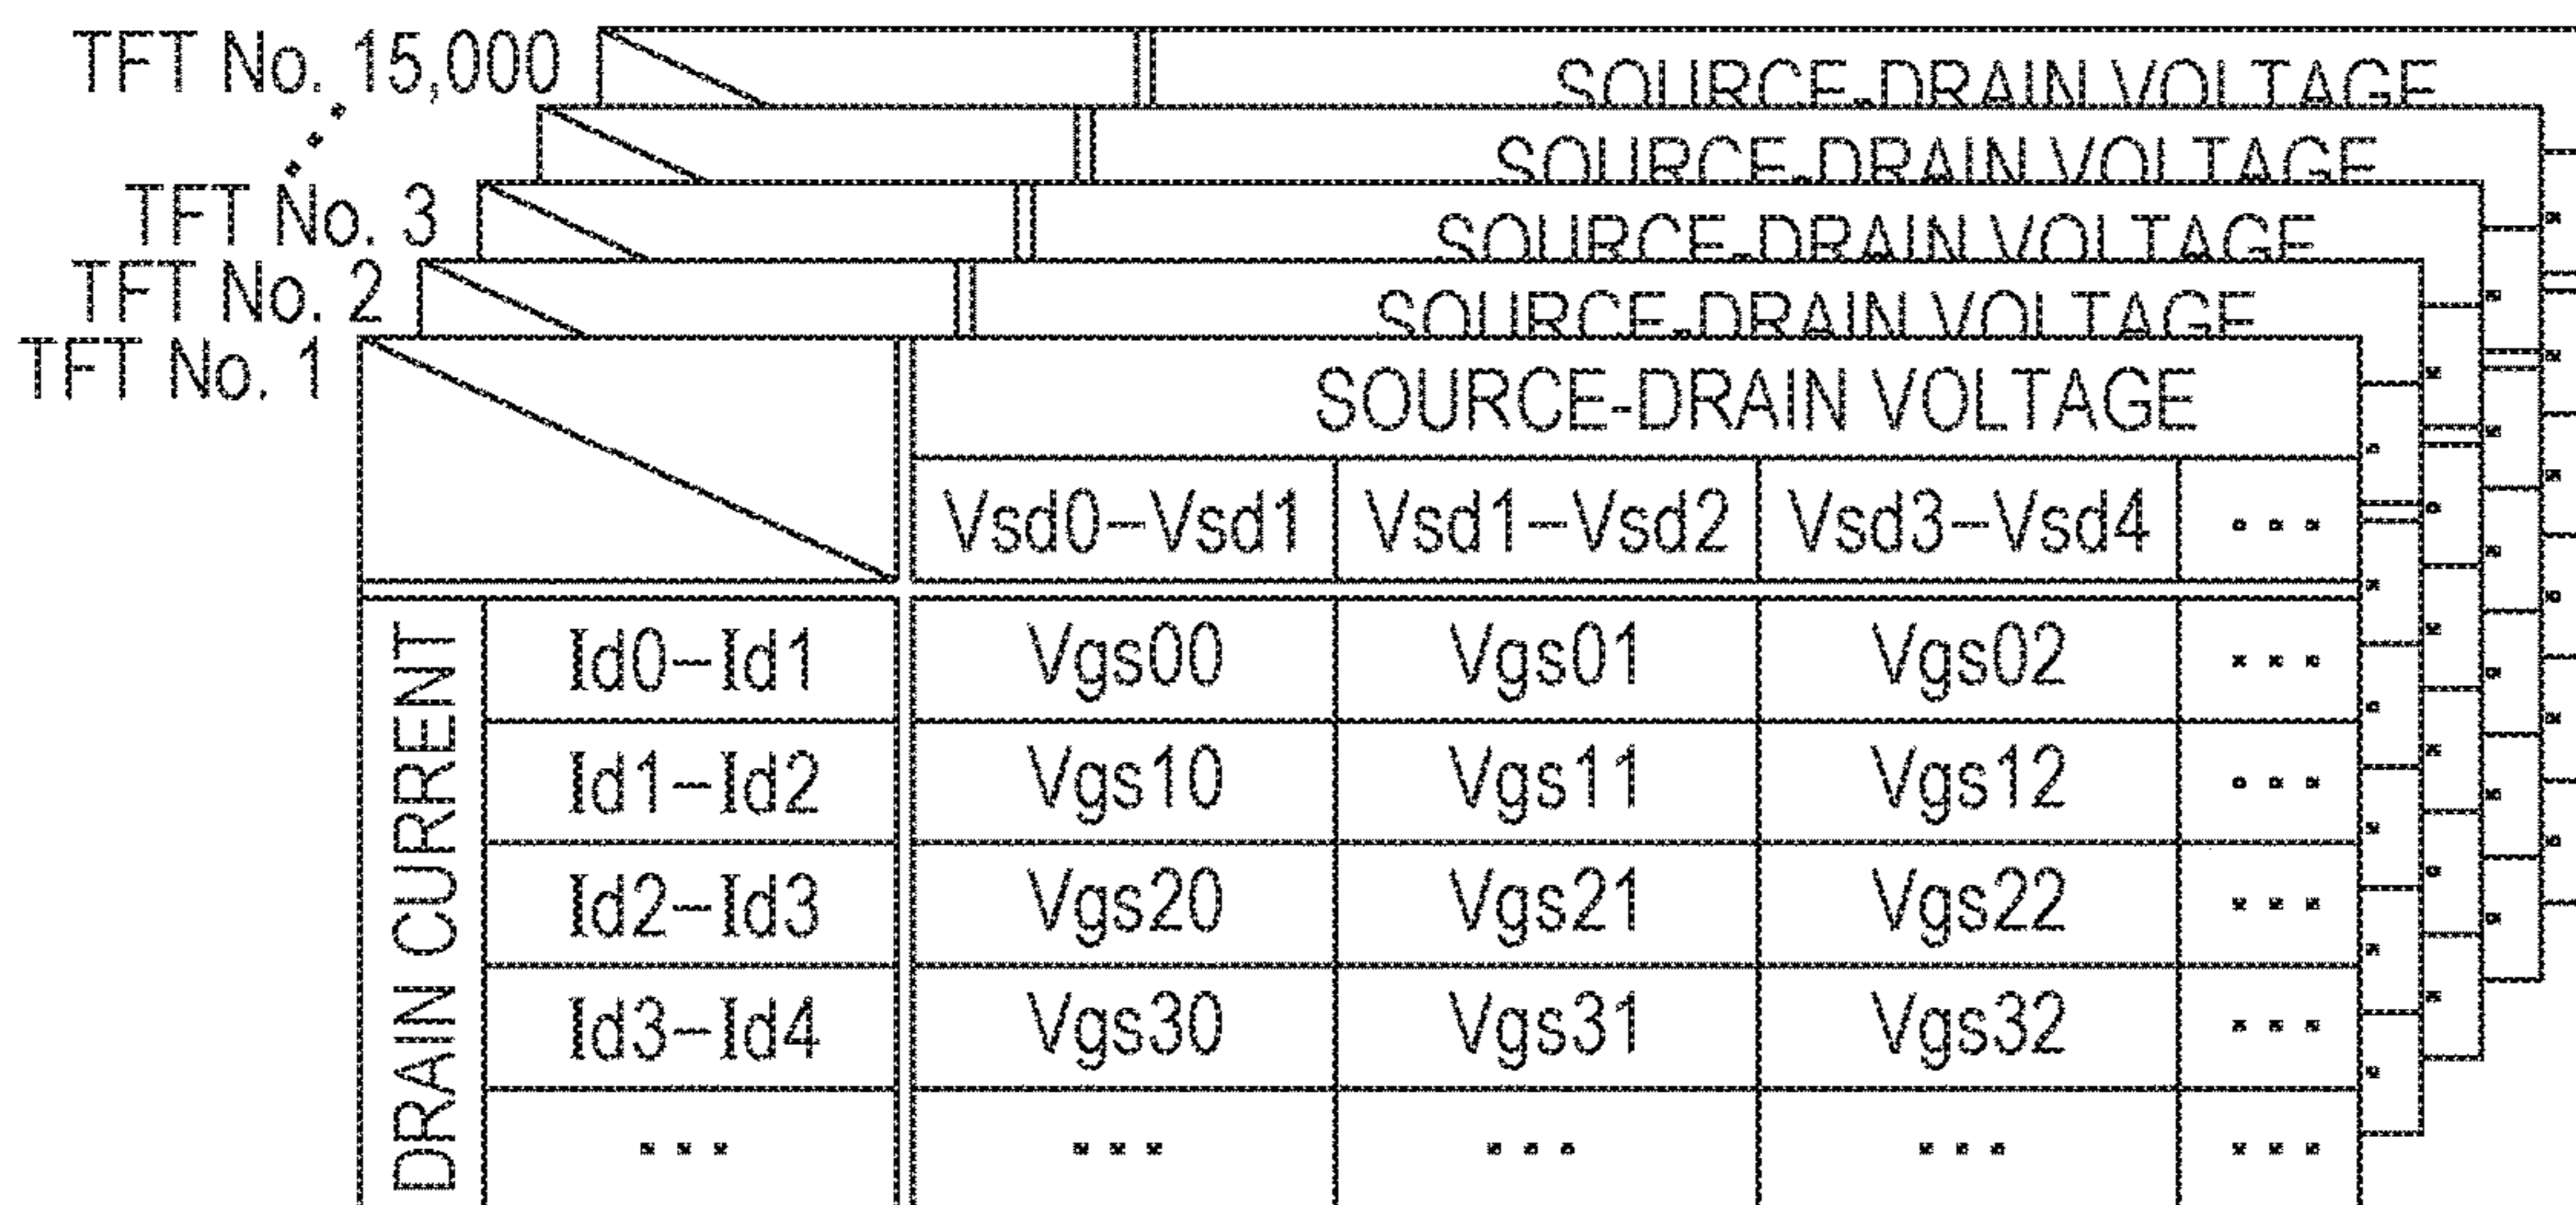 TFT No. 15,000
SOURCE-DRAIN VOLTAGE
SOURCE-DRAIN VOLTAGE
TFT No. 3
SOURCE-DRAIN VOLTAGE
TFT No. 2
SOURCE-DRAIN VOLTAGE
TFT No. 1
SOURCE-DRAIN VOLTAGE
Vsd0–Vsd1 Vsd1–Vsd2 Vsd3–Vsd4 ...
DRAIN CURRENT
Id0–Id1 Vgs00 Vgs01 Vgs02 ...
Id1–Id2 Vgs10 Vgs11 Vgs12 ...
Id2–Id3 Vgs20 Vgs21 Vgs22 ...
Id3–Id4 Vgs30 Vgs31 Vgs32 ...
... ... ... ... ...